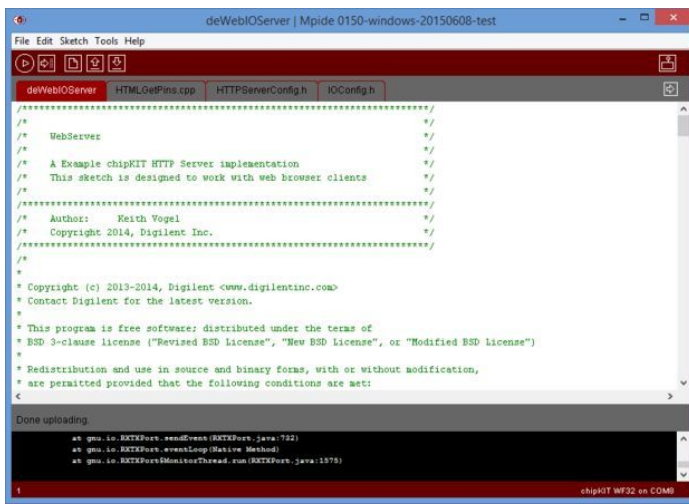 deWebIOServer | Mpide 0150-windows-20150608-test
File Edit Sketch Tools Help
deWebIOServer HTMLGetPins.cpp HTTPServerConfig.h IOConfig.h
/************************************************************************/
/* */
/* WebServer */
/* */
/* A Example chipKIT HTTP Server implementation */
/* This sketch is designed to work with web browser clients */
/* */
/************************************************************************/
/* Author: Keith Vogel */
/* Copyright 2014, Digilent Inc. */
/************************************************************************/
/*
*
* Copyright (c) 2013-2014, Digilent <www.digilentinc.com>
* Contact Digilent for the latest version.
*
* This program is free software; distributed under the terms of
* BSD 3-clause license ("Revised BSD License", "New BSD License", or "Modified BSD License")
*
* Redistribution and use in source and binary forms, with or without modification,
* are permitted provided that the following conditions are met:
Done uploading.
at gnu.io.RXTXPort.sendEvent(RXTXPort.java:732)
at gnu.io.RXTXPort.eventLoop(Native Method)
at gnu.io.RXTXPort$MonitorThread.run(RXTXPort.java:1575)
1 chipKIT WF32 on COM8